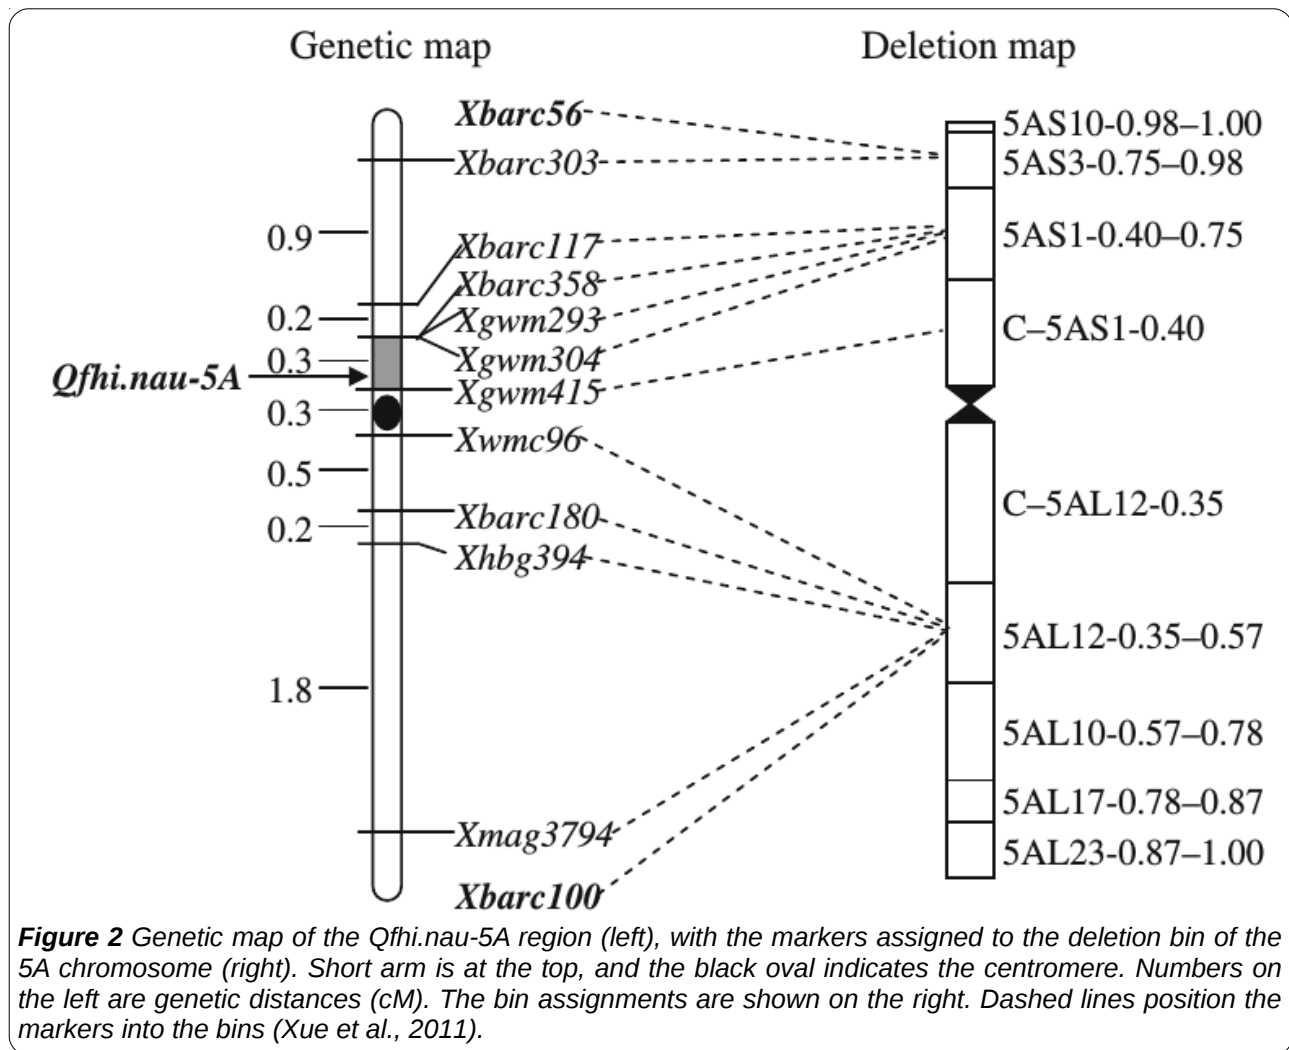 Genetic map
Deletion map
Xbarc56
5AS10-0.98–1.00
Xbarc303
5AS3-0.75–0.98
0.9
Xbarc117
5AS1-0.40–0.75
Xbarc358
0.2
Xgwm293
C–5AS1-0.40
0.3
Xgwm304
Qfhi.nau-5A
Xgwm415
0.3
Xwmc96
0.5
C–5AL12-0.35
Xbarc180
0.2
Xhbg394
5AL12-0.35–0.57
1.8
5AL10-0.57–0.78
5AL17-0.78–0.87
Xmag3794
5AL23-0.87–1.00
Xbarc100
Figure 2 Genetic map of the Qfhi.nau-5A region (left), with the markers assigned to the deletion bin of the
5A chromosome (right). Short arm is at the top, and the black oval indicates the centromere. Numbers on
the left are genetic distances (cM). The bin assignments are shown on the right. Dashed lines position the
markers into the bins (Xue et al., 2011).